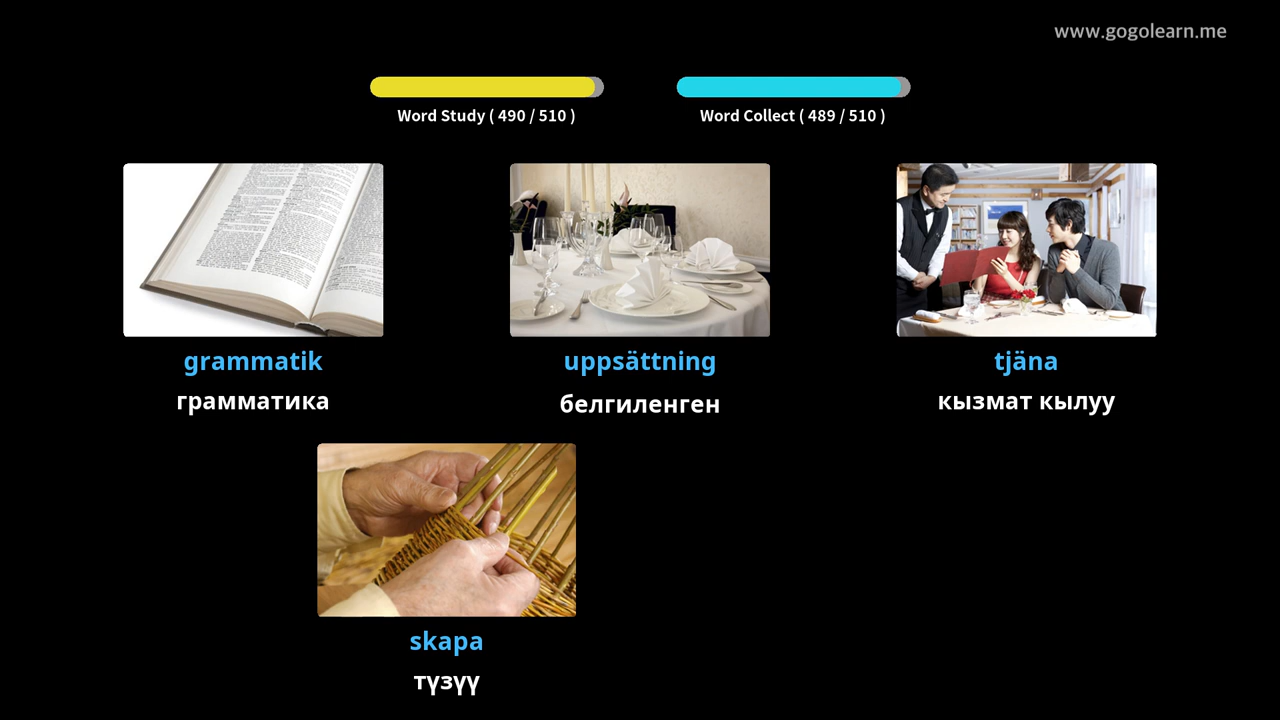 www.gogolearn.me
Word Study ( 490 / 510 )
Word Collect ( 489 / 510 )
grammatik
грамматика
uppsättning
белгиленген
tjäna
кызмат кылуу
skapa
түзүү